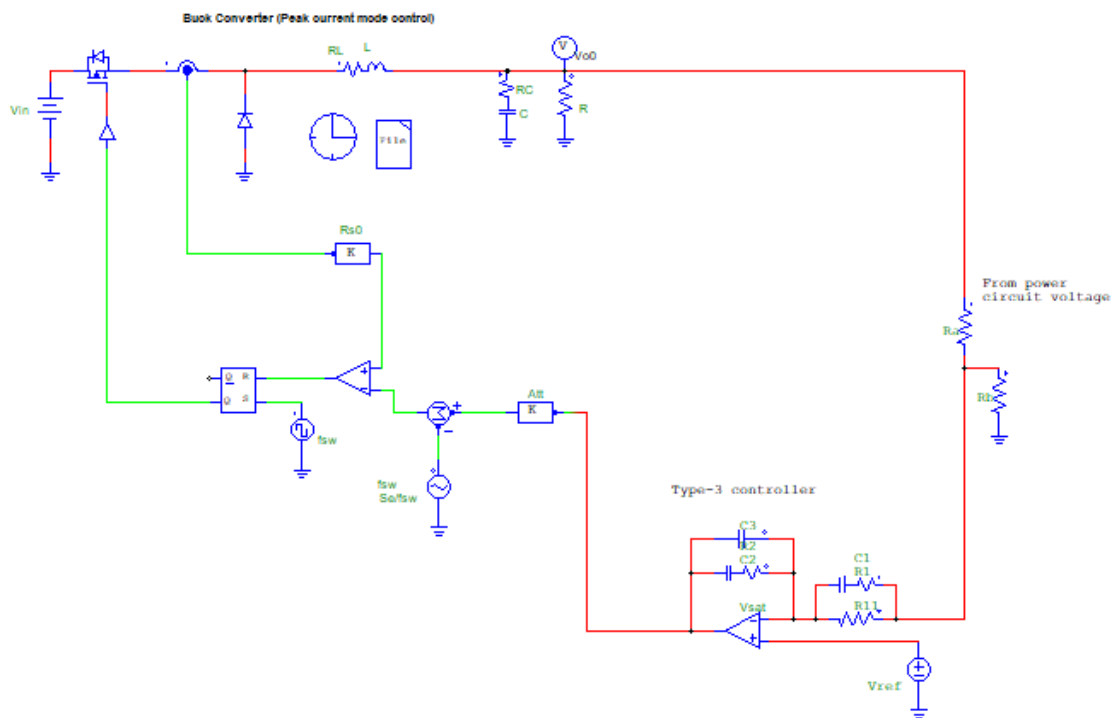 Buck Converter (Peak current mode control)
RL
L
V
Vo0
Vin
RC
C
R
File
Rs0
K
From power
circuit voltage
Ra
Rb
Q
R
Q
S
Att
K
Σ
+
-
fsw
fsw
Se/fsw
Type-3 controller
C3
R2
C2
C1
R1
R11
Vsat
Vref